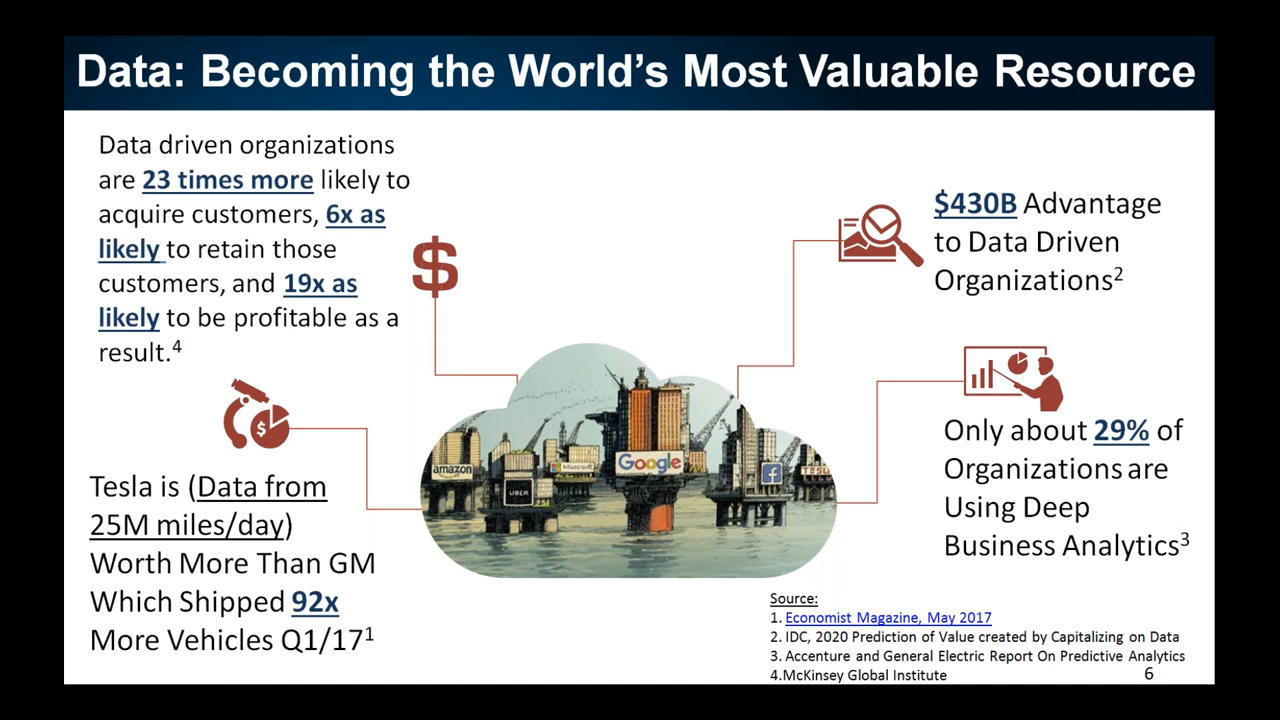 Data: Becoming the World's Most Valuable Resource
Data driven organizations
are 23 times more likely to
acquire customers, 6x as
likely to retain those
customers, and 19x as
likely to be profitable as a
result.4
$
$430B Advantage
to Data Driven
Organizations2
$
Tesla is (Data from
25M miles/day)
Worth More Than GM
Which Shipped 92x
More Vehicles Q1/171
amazon
UBER
Microsoft
Google
f
TESLA
Only about 29% of
Organizations are
Using Deep
Business Analytics3
Source:
1. Economist Magazine, May 2017
2. IDC, 2020 Prediction of Value created by Capitalizing on Data
3. Accenture and General Electric Report On Predictive Analytics
4.McKinsey Global Institute
6